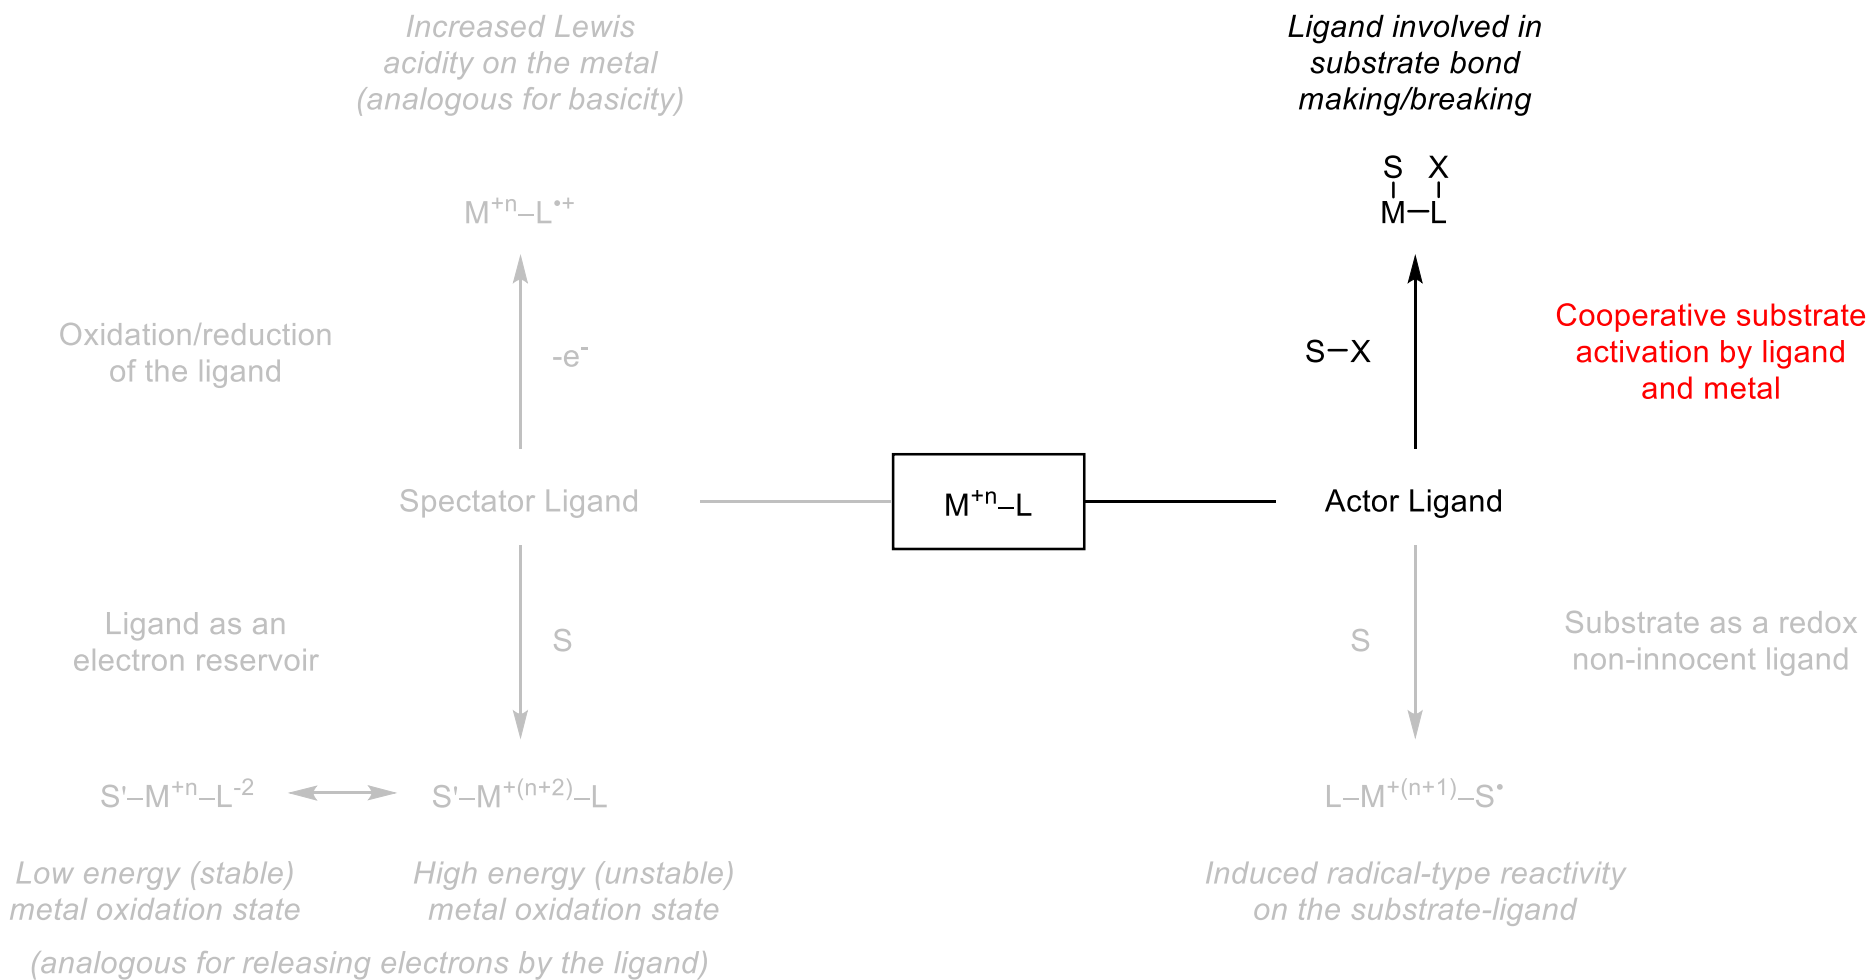 Increased Lewis
acidity on the metal
(analogous for basicity)
Ligand involved in
substrate bond
making/breaking
S X
M–L
M⁺ⁿ–L•⁺
Oxidation/reduction
of the ligand
-e⁻
S–X
Cooperative substrate
activation by ligand
and metal
Spectator Ligand
M⁺ⁿ–L
Actor Ligand
Ligand as an
electron reservoir
S
S
Substrate as a redox
non-innocent ligand
S'–M⁺ⁿ–L⁻²
S'–M⁺⁽ⁿ⁺²⁾–L
L–M⁺⁽ⁿ⁺¹⁾–S•
Low energy (stable)
metal oxidation state
High energy (unstable)
metal oxidation state
Induced radical-type reactivity
on the substrate-ligand
(analogous for releasing electrons by the ligand)